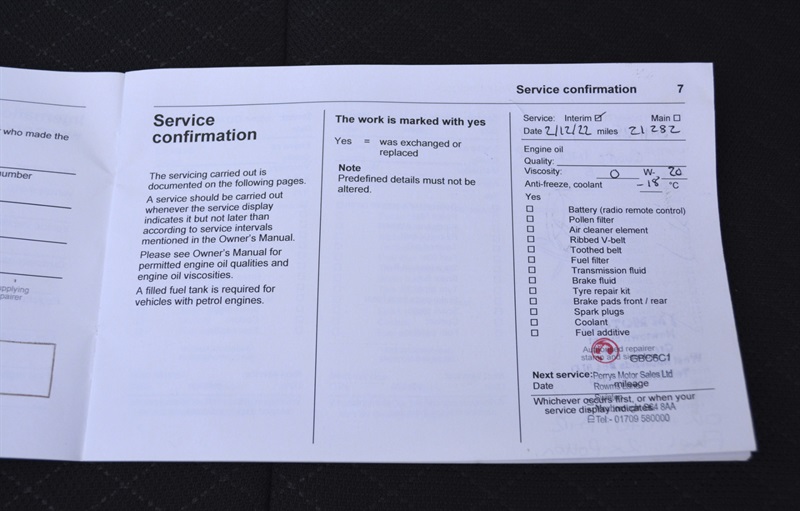 who made the
number
pplying
pairer
Service confirmation 7
Service
confirmation
The servicing carried out is
documented on the following pages.
A service should be carried out
whenever the service display
indicates it but not later than
according to service intervals
mentioned in the Owner's Manual.
Please see Owner's Manual for
permitted engine oil qualities and
engine oil viscosities.
A filled fuel tank is required for
vehicles with petrol engines.
The work is marked with yes
Yes = was exchanged or
replaced
Note
Predefined details must not be
altered.
Service: Interim ☑ Main ☐
Date 2/12/22 miles 21 282
Engine oil
Quality:
Viscosity: 0 W- 20
Anti-freeze, coolant -18 °C
Yes
☐ Battery (radio remote control)
☐ Pollen filter
☐ Air cleaner element
☐ Ribbed V-belt
☐ Toothed belt
☐ Fuel filter
☐ Transmission fluid
☐ Brake fluid
☐ Tyre repair kit
☐ Brake pads front / rear
☐ Spark plugs
☐ Coolant
☐ Fuel additive
repairer
stamp and
Next service: Perrys Motor Sales Ltd
Date mileage
Whichever occurs first, or when your
service display indicates
8AA
Tel:- 01709 580000